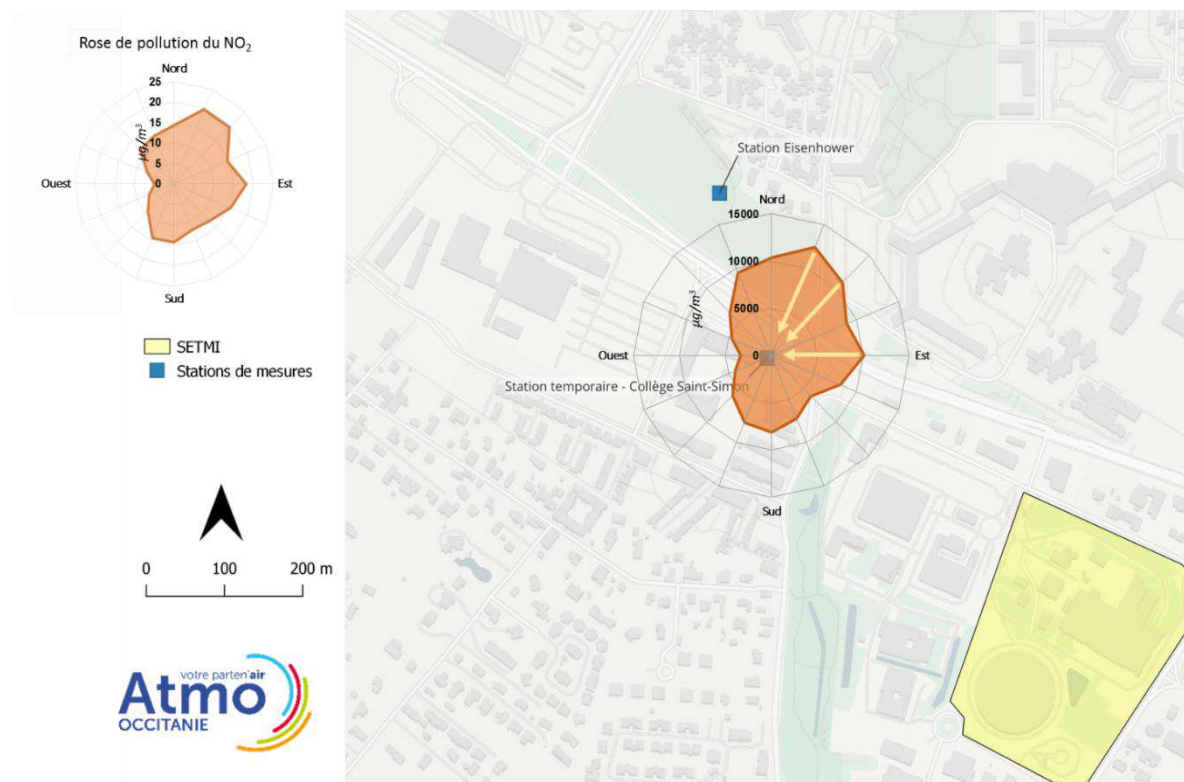 Rose de pollution du NO₂
Nord
25
20
15
10
5
0
µg/m³
Ouest
Est
Sud
SETMI
Stations de mesures
0 100 200 m
votre parten'air
Atmo
OCCITANIE
Station Eisenhower
Nord
15000
10000
5000
0
µg/m³
Ouest
Est
Station temporaire - Collège Saint-Simon
Sud